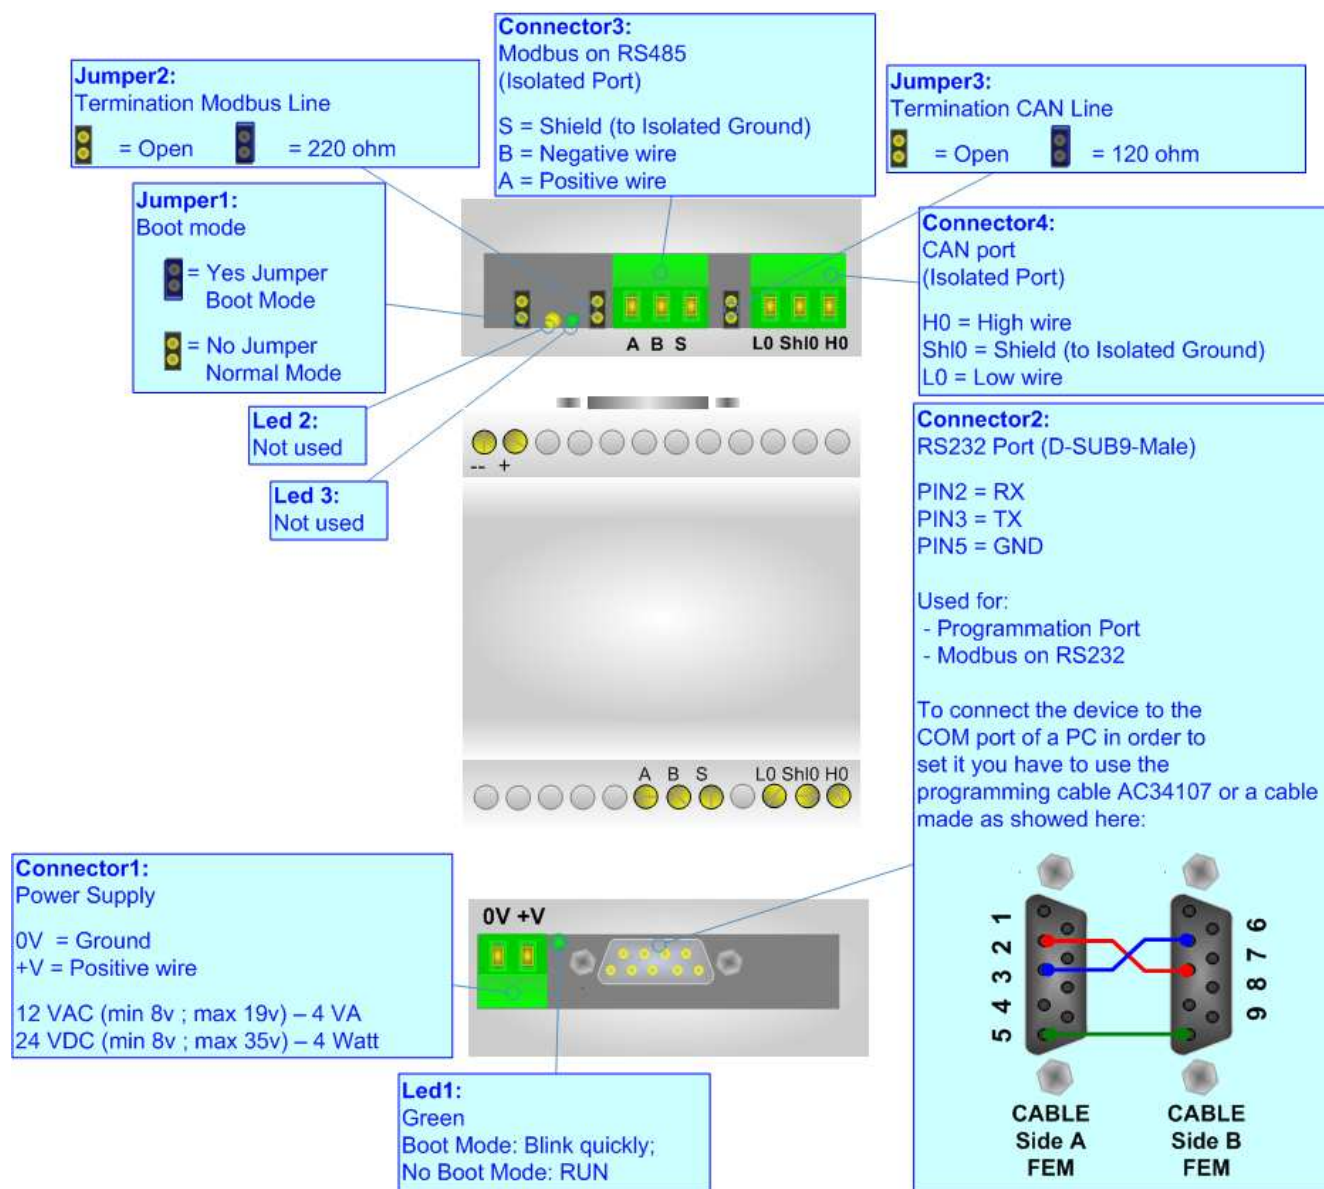 Connector3:
Modbus on RS485
(Isolated Port)
S = Shield (to Isolated Ground)
B = Negative wire
A = Positive wire
Jumper2:
Termination Modbus Line
= Open = 220 ohm
Jumper3:
Termination CAN Line
= Open = 120 ohm
Jumper1:
Boot mode
= Yes Jumper
Boot Mode
= No Jumper
Normal Mode
Connector4:
CAN port
(Isolated Port)
H0 = High wire
Shl0 = Shield (to Isolated Ground)
L0 = Low wire
A B S L0 Shl0 H0
Led 2:
Not used
Led 3:
Not used
-- +
Connector2:
RS232 Port (D-SUB9-Male)
PIN2 = RX
PIN3 = TX
PIN5 = GND
Used for:
- Programmation Port
- Modbus on RS232
To connect the device to the
COM port of a PC in order to
set it you have to use the
programming cable AC34107 or a cable
made as showed here:
A B S L0 Shl0 H0
Connector1:
Power Supply
0V = Ground
+V = Positive wire
12 VAC (min 8v ; max 19v) – 4 VA
24 VDC (min 8v ; max 35v) – 4 Watt
0V +V
Led1:
Green
Boot Mode: Blink quickly;
No Boot Mode: RUN
1
2
3
4
5
6
7
8
9
CABLE
Side A
FEM
CABLE
Side B
FEM